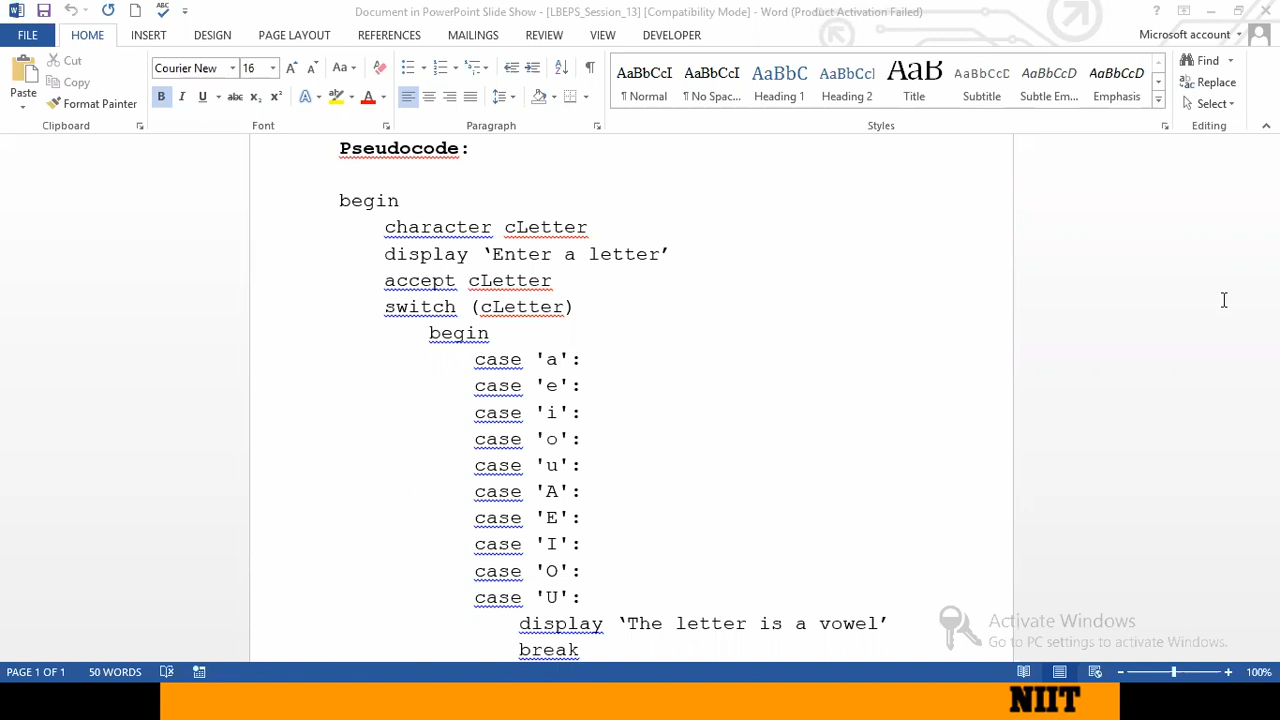 Document in PowerPoint Slide Show - [LBEPS_Session_13] [Compatibility Mode] - Word (Product Activation Failed)
FILE HOME INSERT DESIGN PAGE LAYOUT REFERENCES MAILINGS REVIEW VIEW DEVELOPER Microsoft account
Paste Cut Copy Format Painter
Courier New 16
B I U abc x₂ x² A Aa A
AaBbCcI AaBbCcI AaBbC AaBbCcI AaB AaBbCcD AaBbCcD AaBbCcD
¶ Normal ¶ No Spac... Heading 1 Heading 2 Title Subtitle Subtle Em... Emphasis
Find Replace Select
Clipboard Font Paragraph Styles Editing
Pseudocode:
begin
character cLetter
display ‘Enter a letter’
accept cLetter
switch (cLetter)
begin
case 'a':
case 'e':
case 'i':
case 'o':
case 'u':
case 'A':
case 'E':
case 'I':
case 'O':
case 'U':
display ‘The letter is a vowel’
break
Activate Windows
Go to PC settings to activate Windows.
PAGE 1 OF 1 50 WORDS 100%
NIIT